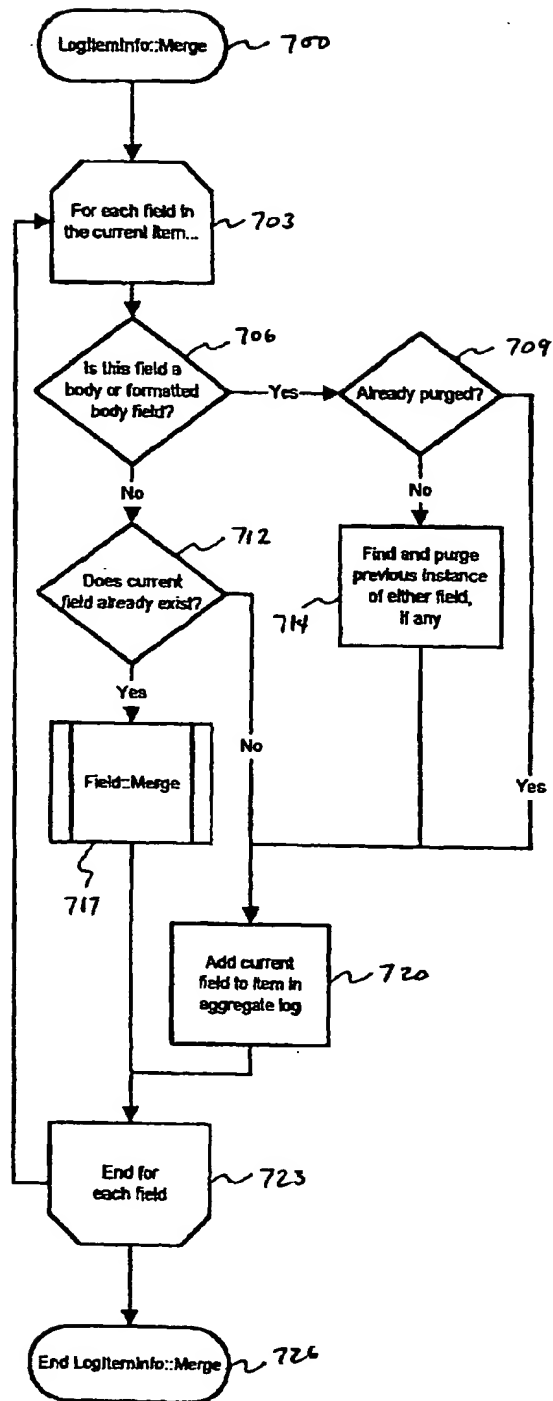 LogItemInfo::Merge
700
For each field in
the current item...
703
706
709
Is this field a
body or formatted
body field?
Yes
Already purged?
No
No
712
Does current
field already exist?
Find and purge
previous instance
of either field,
if any
714
Yes
No
Yes
Field::Merge
717
Add current
field to item in
aggregate log
720
End for
each field
723
End LogItemInfo::Merge
726